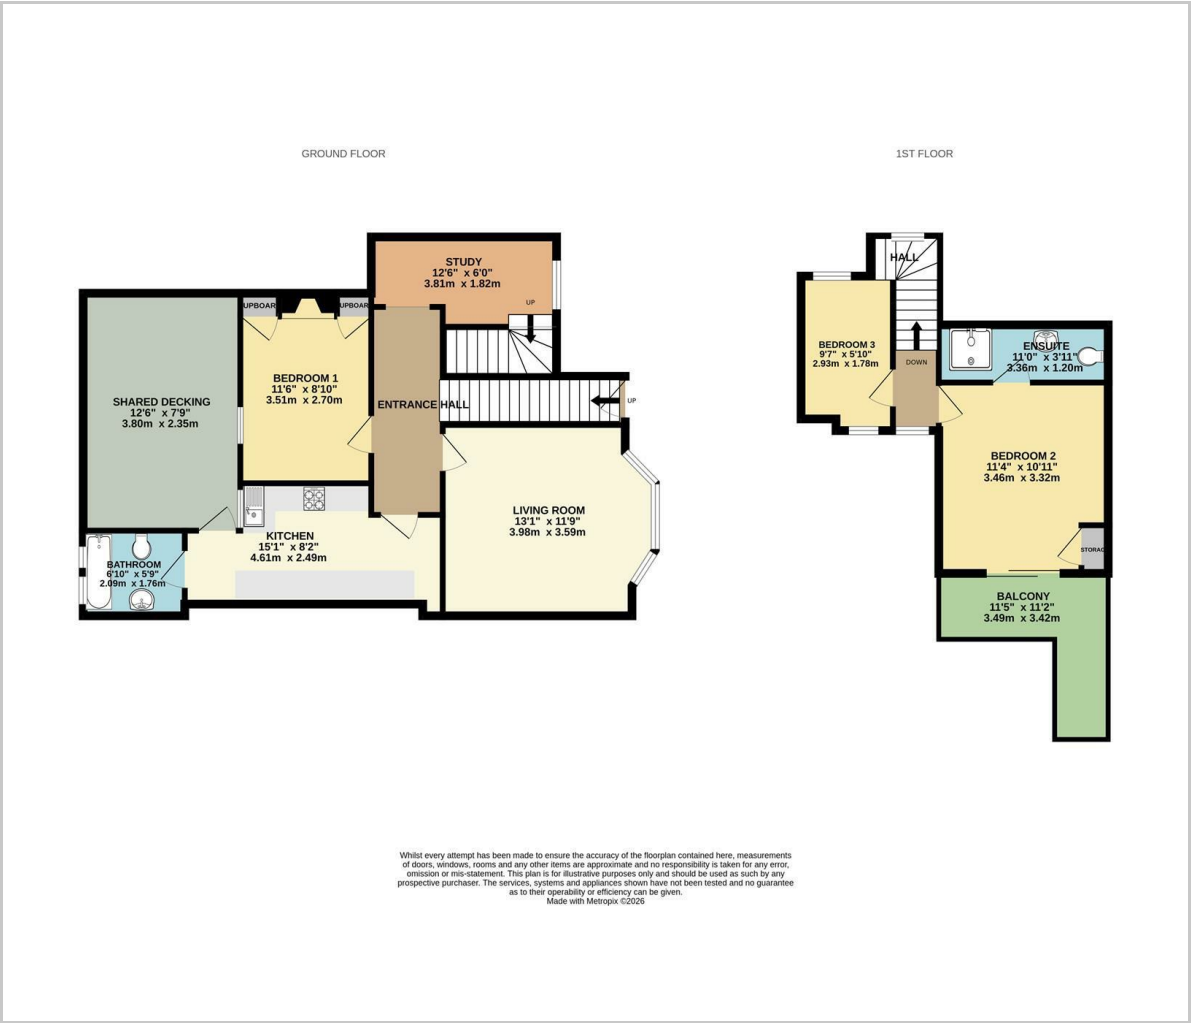 GROUND FLOOR
1ST FLOOR
STUDY
12'6" x 6'0"
3.81m x 1.82m
UP
UPBOAR
UPBOAR
BEDROOM 1
11'6" x 8'10"
3.51m x 2.70m
SHARED DECKING
12'6" x 7'9"
3.80m x 2.35m
ENTRANCE HALL
UP
LIVING ROOM
13'1" x 11'9"
3.98m x 3.59m
KITCHEN
15'1" x 8'2"
4.61m x 2.49m
BATHROOM
6'10" x 5'9"
2.09m x 1.76m
HALL
BEDROOM 3
9'7" x 5'10"
2.93m x 1.78m
DOWN
ENSUITE
11'0" x 3'11"
3.36m x 1.20m
BEDROOM 2
11'4" x 10'11"
3.46m x 3.32m
STORAG
BALCONY
11'5" x 11'2"
3.49m x 3.42m
Whilst every attempt has been made to ensure the accuracy of the floorplan contained here, measurements
of doors, windows, rooms and any other items are approximate and no responsibility is taken for any error,
omission or mis-statement. This plan is for illustrative purposes only and should be used as such by any
prospective purchaser. The services, systems and appliances shown have not been tested and no guarantee
as to their operability or efficiency can be given.
Made with Metropix ©2026